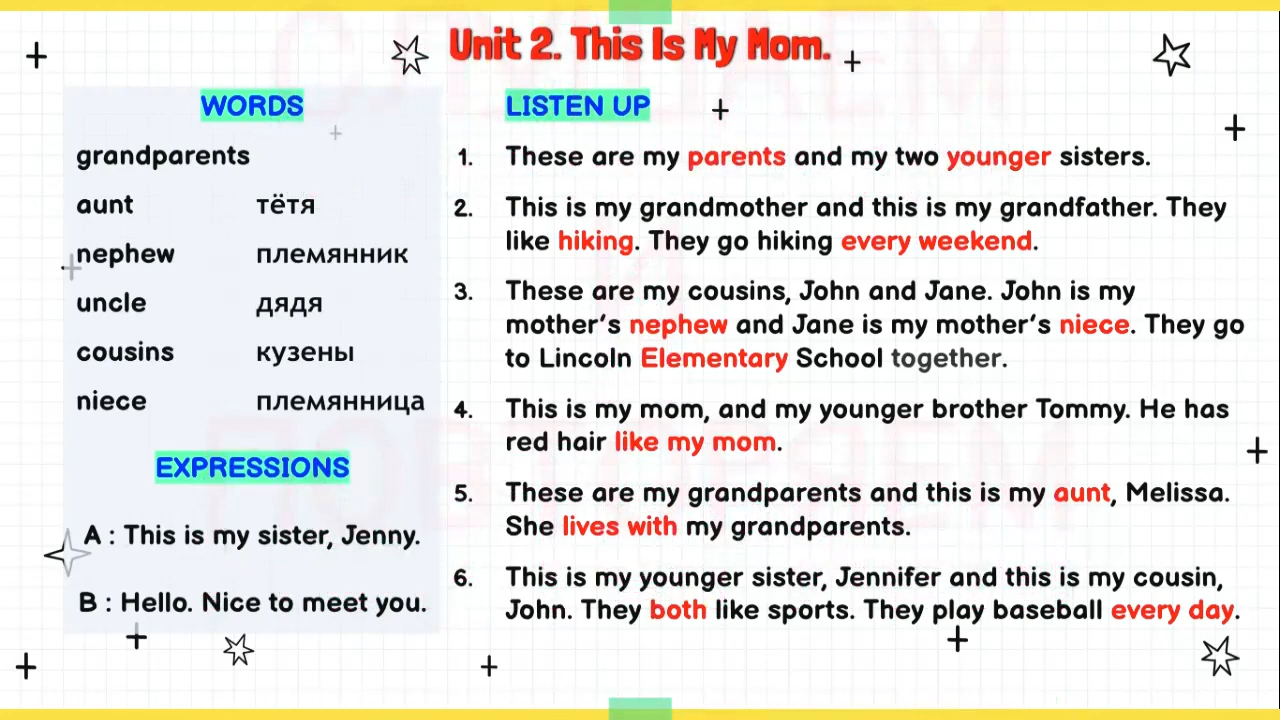 Unit 2. This Is My Mom.
WORDS
grandparents
aunt тётя
nephew племянник
uncle дядя
cousins кузены
niece племянница
EXPRESSIONS
A : This is my sister, Jenny.
B : Hello. Nice to meet you.
LISTEN UP
1. These are my parents and my two younger sisters.
2. This is my grandmother and this is my grandfather. They
like hiking. They go hiking every weekend.
3. These are my cousins, John and Jane. John is my
mother's nephew and Jane is my mother's niece. They go
to Lincoln Elementary School together.
4. This is my mom, and my younger brother Tommy. He has
red hair like my mom.
5. These are my grandparents and this is my aunt, Melissa.
She lives with my grandparents.
6. This is my younger sister, Jennifer and this is my cousin,
John. They both like sports. They play baseball every day.